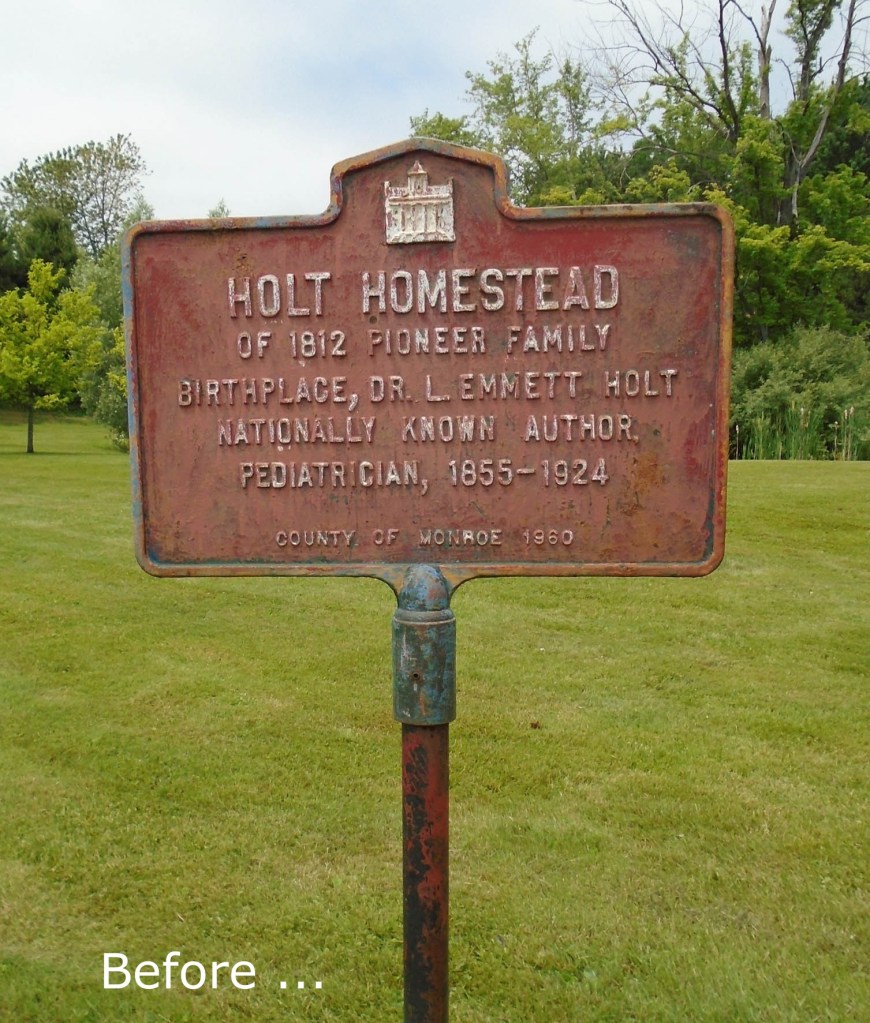 HOLT HOMESTEAD
OF 1812 PIONEER FAMILY
BIRTHPLACE, DR. L. EMMETT HOLT
NATIONALLY KNOWN AUTHOR,
PEDIATRICIAN, 1855-1924
COUNTY OF MONROE 1960
Before ...